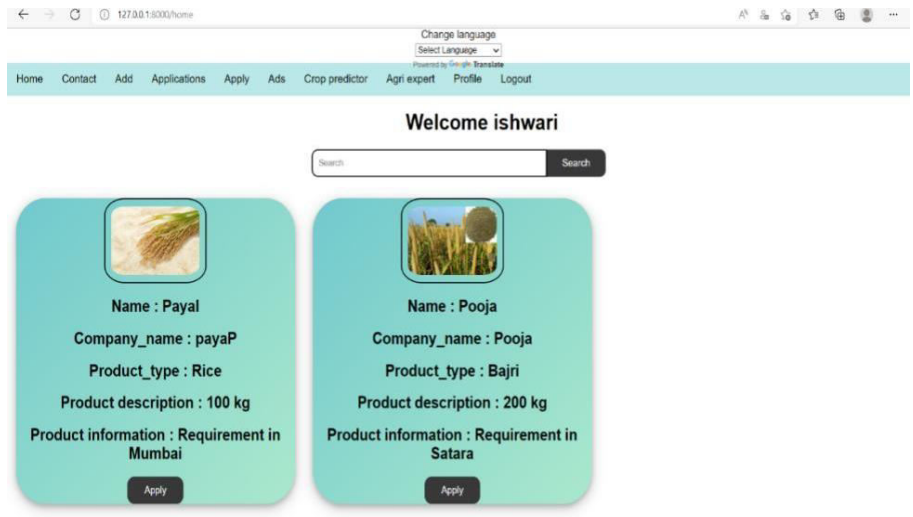 127.0.0.1:8000/home
Change language
Select Language
Powered by Google Translate
Home Contact Add Applications Apply Ads Crop predictor Agri expert Profile Logout
Welcome ishwari
Search Search
Name : Payal
Company_name : payaP
Product_type : Rice
Product description : 100 kg
Product information : Requirement in
Mumbai
Apply
Name : Pooja
Company_name : Pooja
Product_type : Bajri
Product description : 200 kg
Product information : Requirement in
Satara
Apply